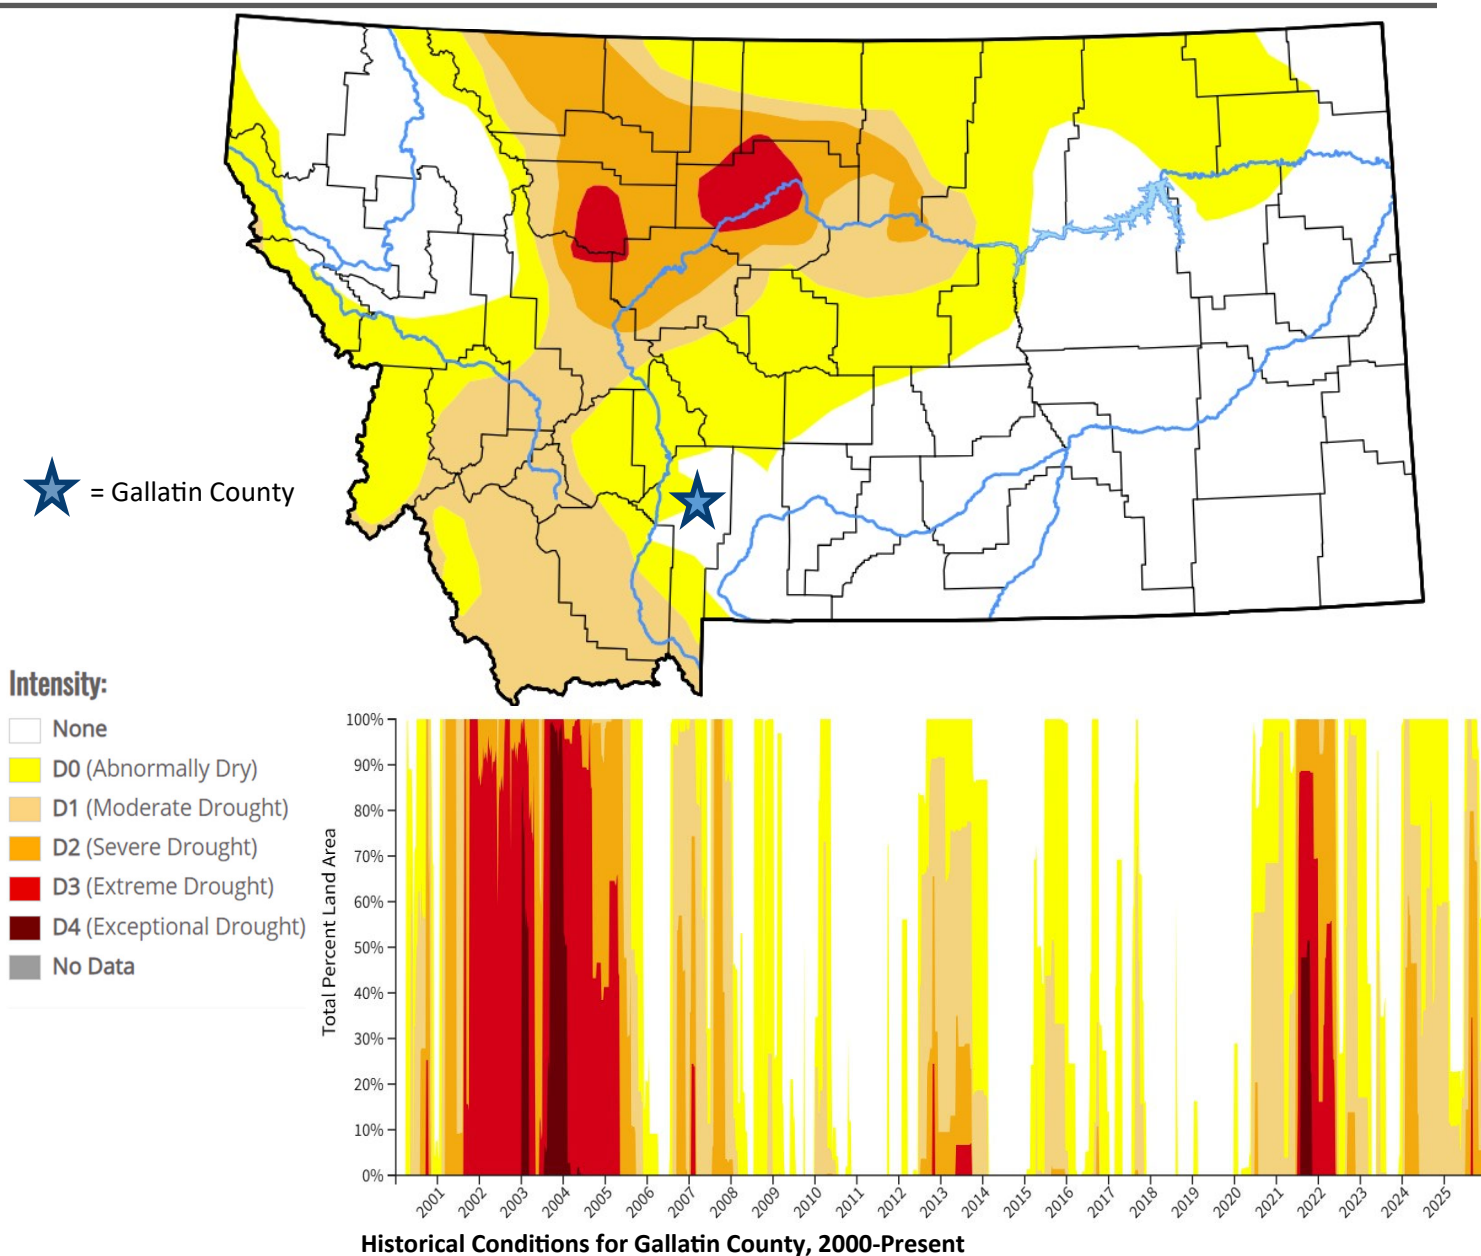 = Gallatin County
Intensity:
None
D0 (Abnormally Dry)
D1 (Moderate Drought)
D2 (Severe Drought)
D3 (Extreme Drought)
D4 (Exceptional Drought)
No Data
Total Percent Land Area
100%
90%
80%
70%
60%
50%
40%
30%
20%
10%
0%
2001 2002 2003 2004 2005 2006 2007 2008 2009 2010 2011 2012 2013 2014 2015 2016 2017 2018 2019 2020 2021 2022 2023 2024 2025
Historical Conditions for Gallatin County, 2000-Present